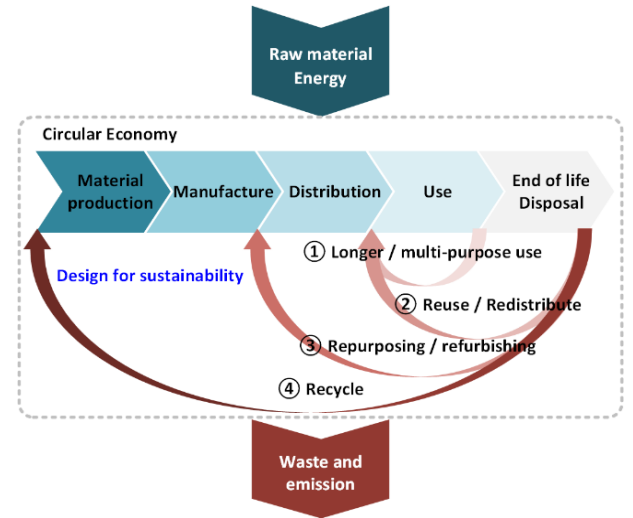 Raw material
Energy
Circular Economy
Material
production
Manufacture
Distribution
Use
End of life
Disposal
① Longer / multi-purpose use
Design for sustainability
② Reuse / Redistribute
③ Repurposing / refurbishing
④ Recycle
Waste and
emission